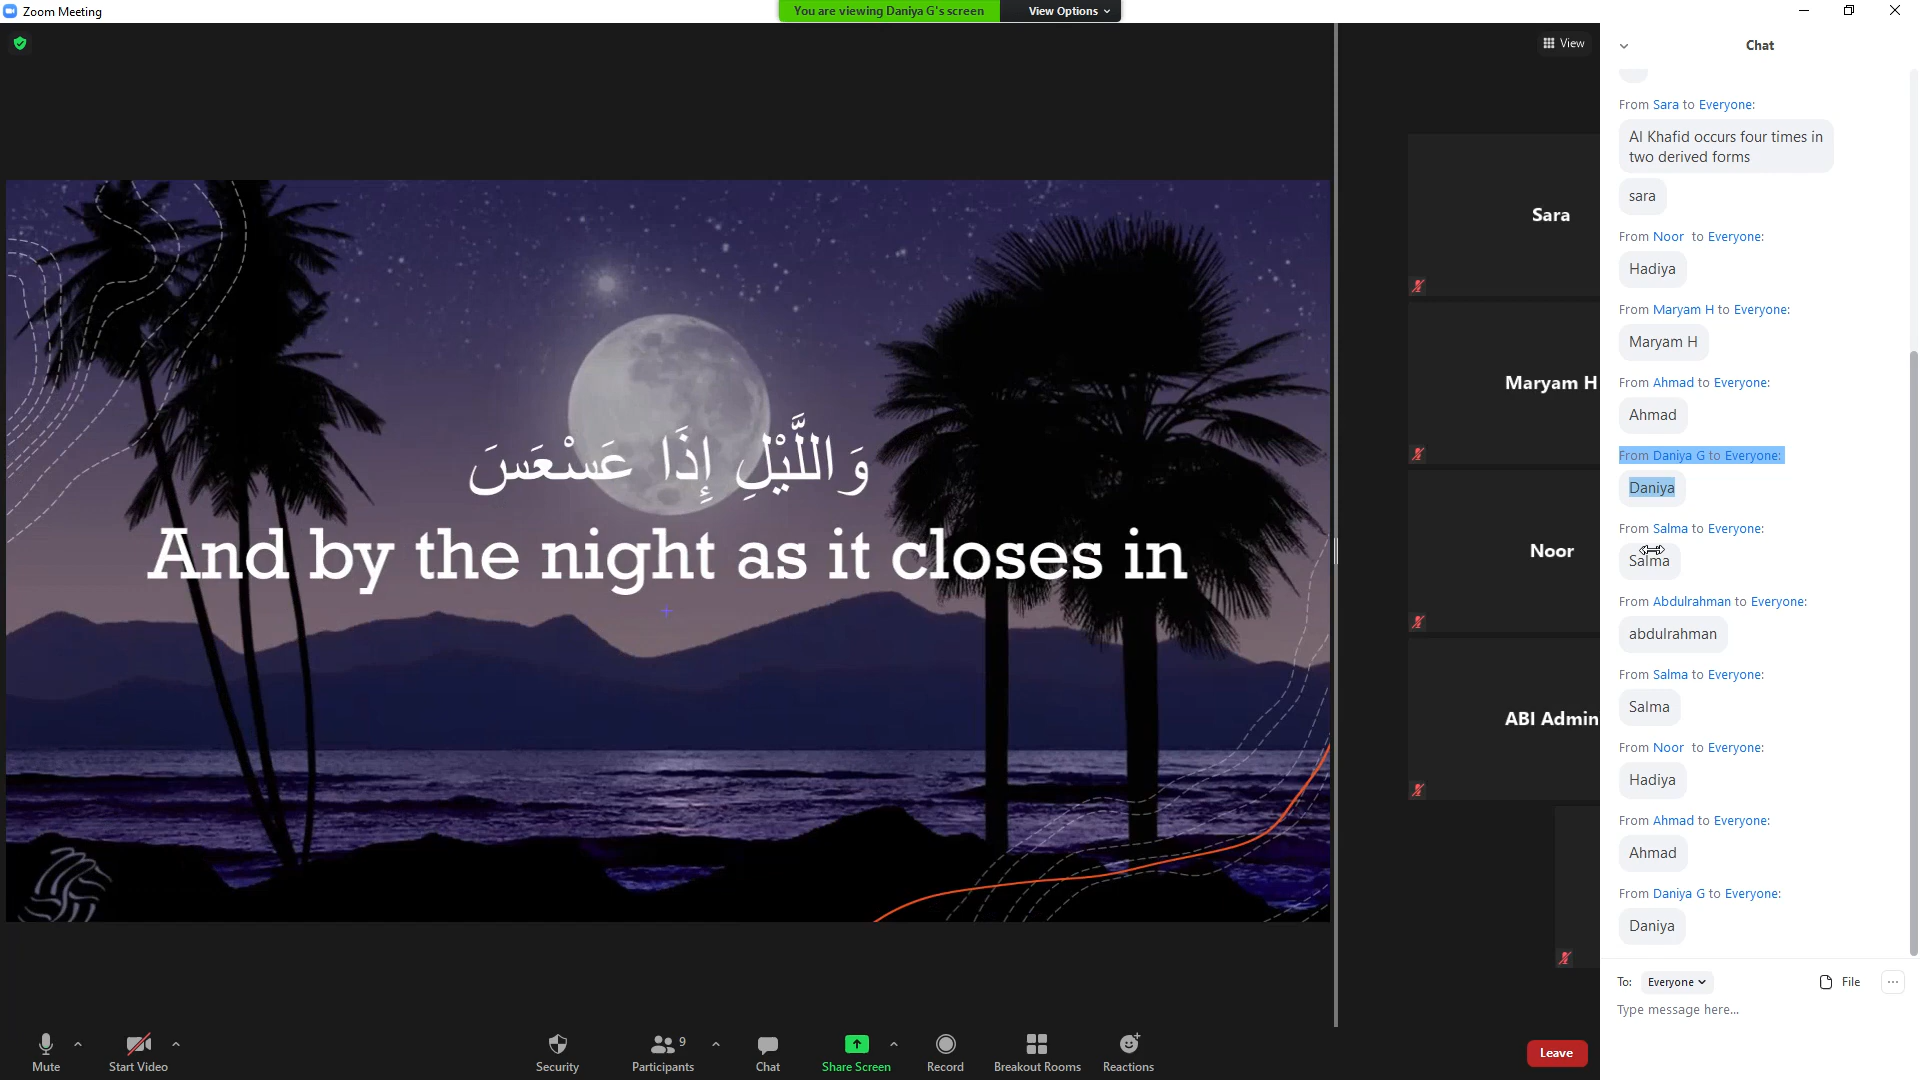 Zoom Meeting
You are viewing Daniya G's screen
View Options
View
وَاللَّيْلِ إِذَا عَسْعَسَ
And by the night as it closes in
Sara
Maryam H
Noor
ABI Admin
Chat
From Sara to Everyone:
Al Khafid occurs four times in
two derived forms
sara
From Noor to Everyone:
Hadiya
From Maryam H to Everyone:
Maryam H
From Ahmad to Everyone:
Ahmad
From Daniya G to Everyone:
Daniya
From Salma to Everyone:
Salma
From Abdulrahman to Everyone:
abdulrahman
From Salma to Everyone:
Salma
From Noor to Everyone:
Hadiya
From Ahmad to Everyone:
Ahmad
From Daniya G to Everyone:
Daniya
To: Everyone
File
Type message here...
Mute
Start Video
Security
Participants 9
Chat
Share Screen
Record
Breakout Rooms
Reactions
Leave